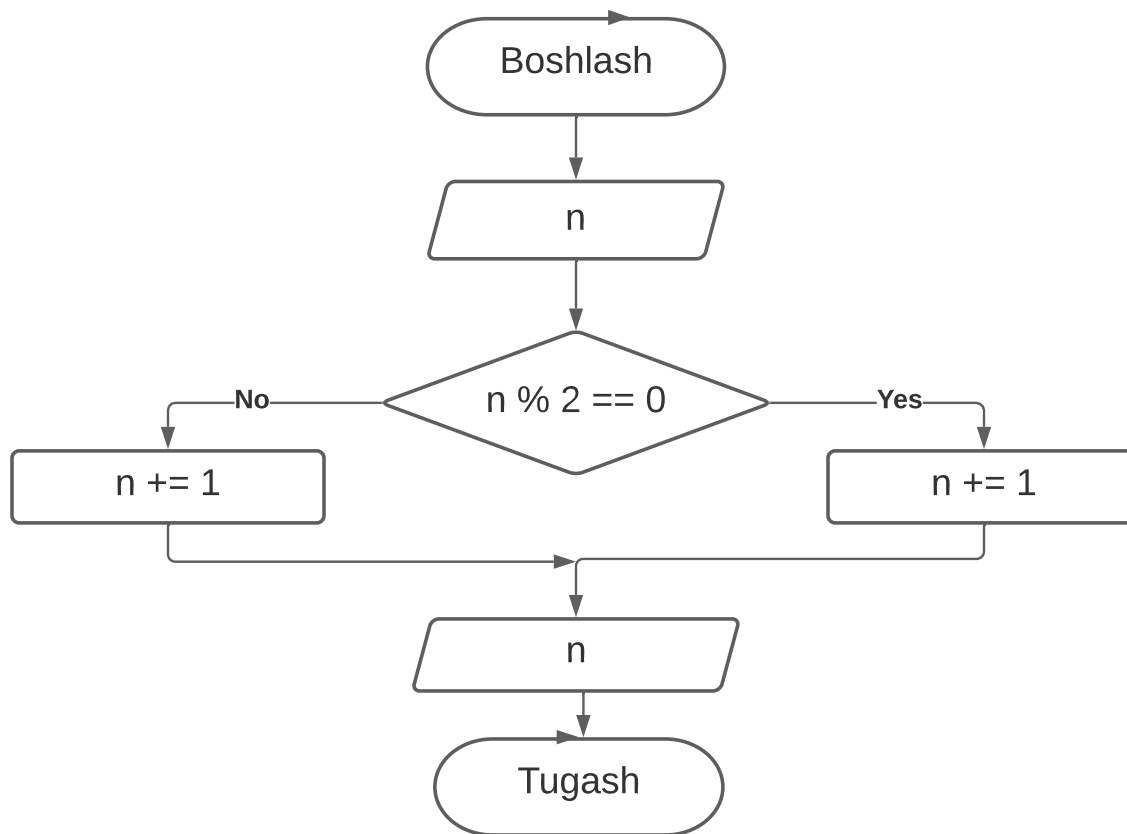 Boshlash
n
n % 2 == 0
No
Yes
n += 1
n += 1
n
Tugash